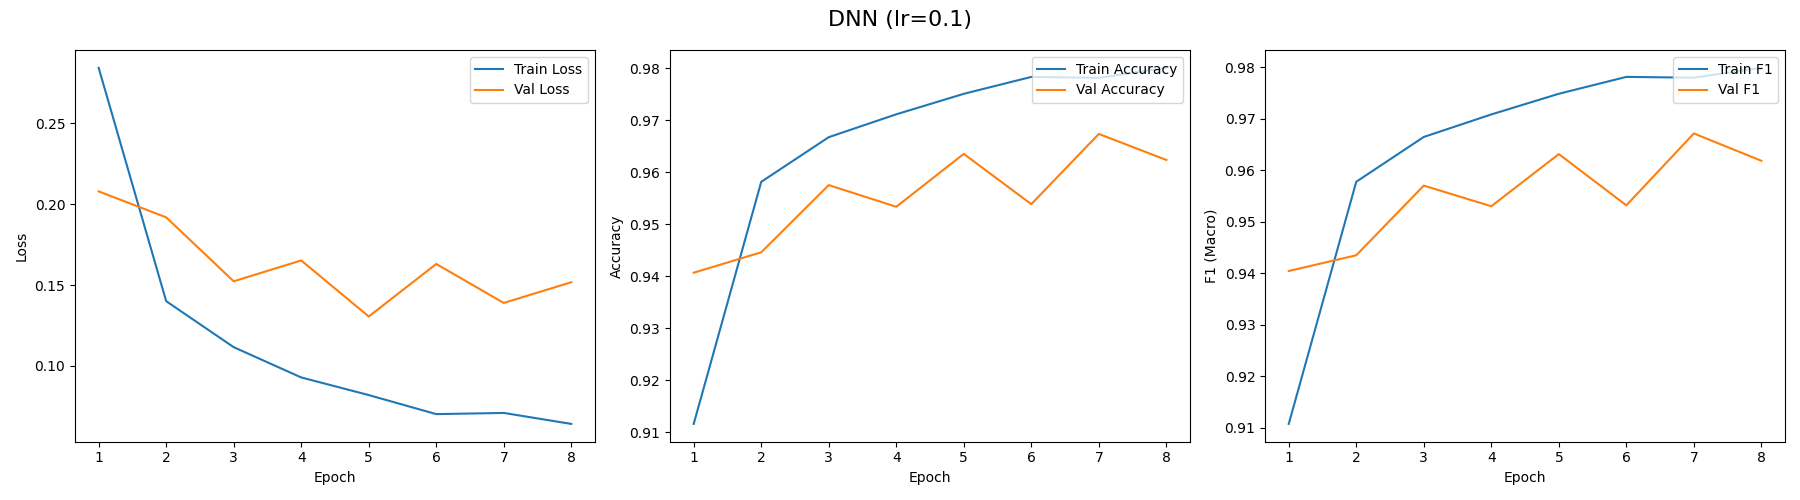 DNN (lr=0.1)
Loss
0.25
0.20
0.15
0.10
1 2 3 4 5 6 7 8
Epoch
Train Loss
Val Loss
Accuracy
0.98
0.97
0.96
0.95
0.94
0.93
0.92
0.91
1 2 3 4 5 6 7 8
Epoch
Train Accuracy
Val Accuracy
F1 (Macro)
0.98
0.97
0.96
0.95
0.94
0.93
0.92
0.91
1 2 3 4 5 6 7 8
Epoch
Train F1
Val F1